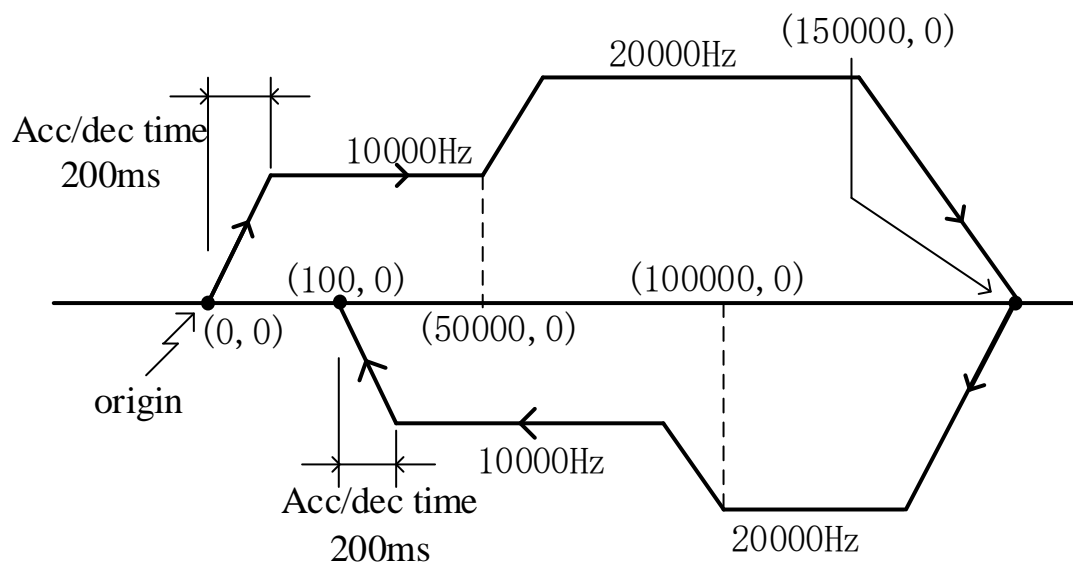 (150000,0)
20000Hz
Acc/dec time
200ms
10000Hz
(100,0)
(100000,0)
(0,0)
(50000,0)
origin
10000Hz
Acc/dec time
200ms
20000Hz